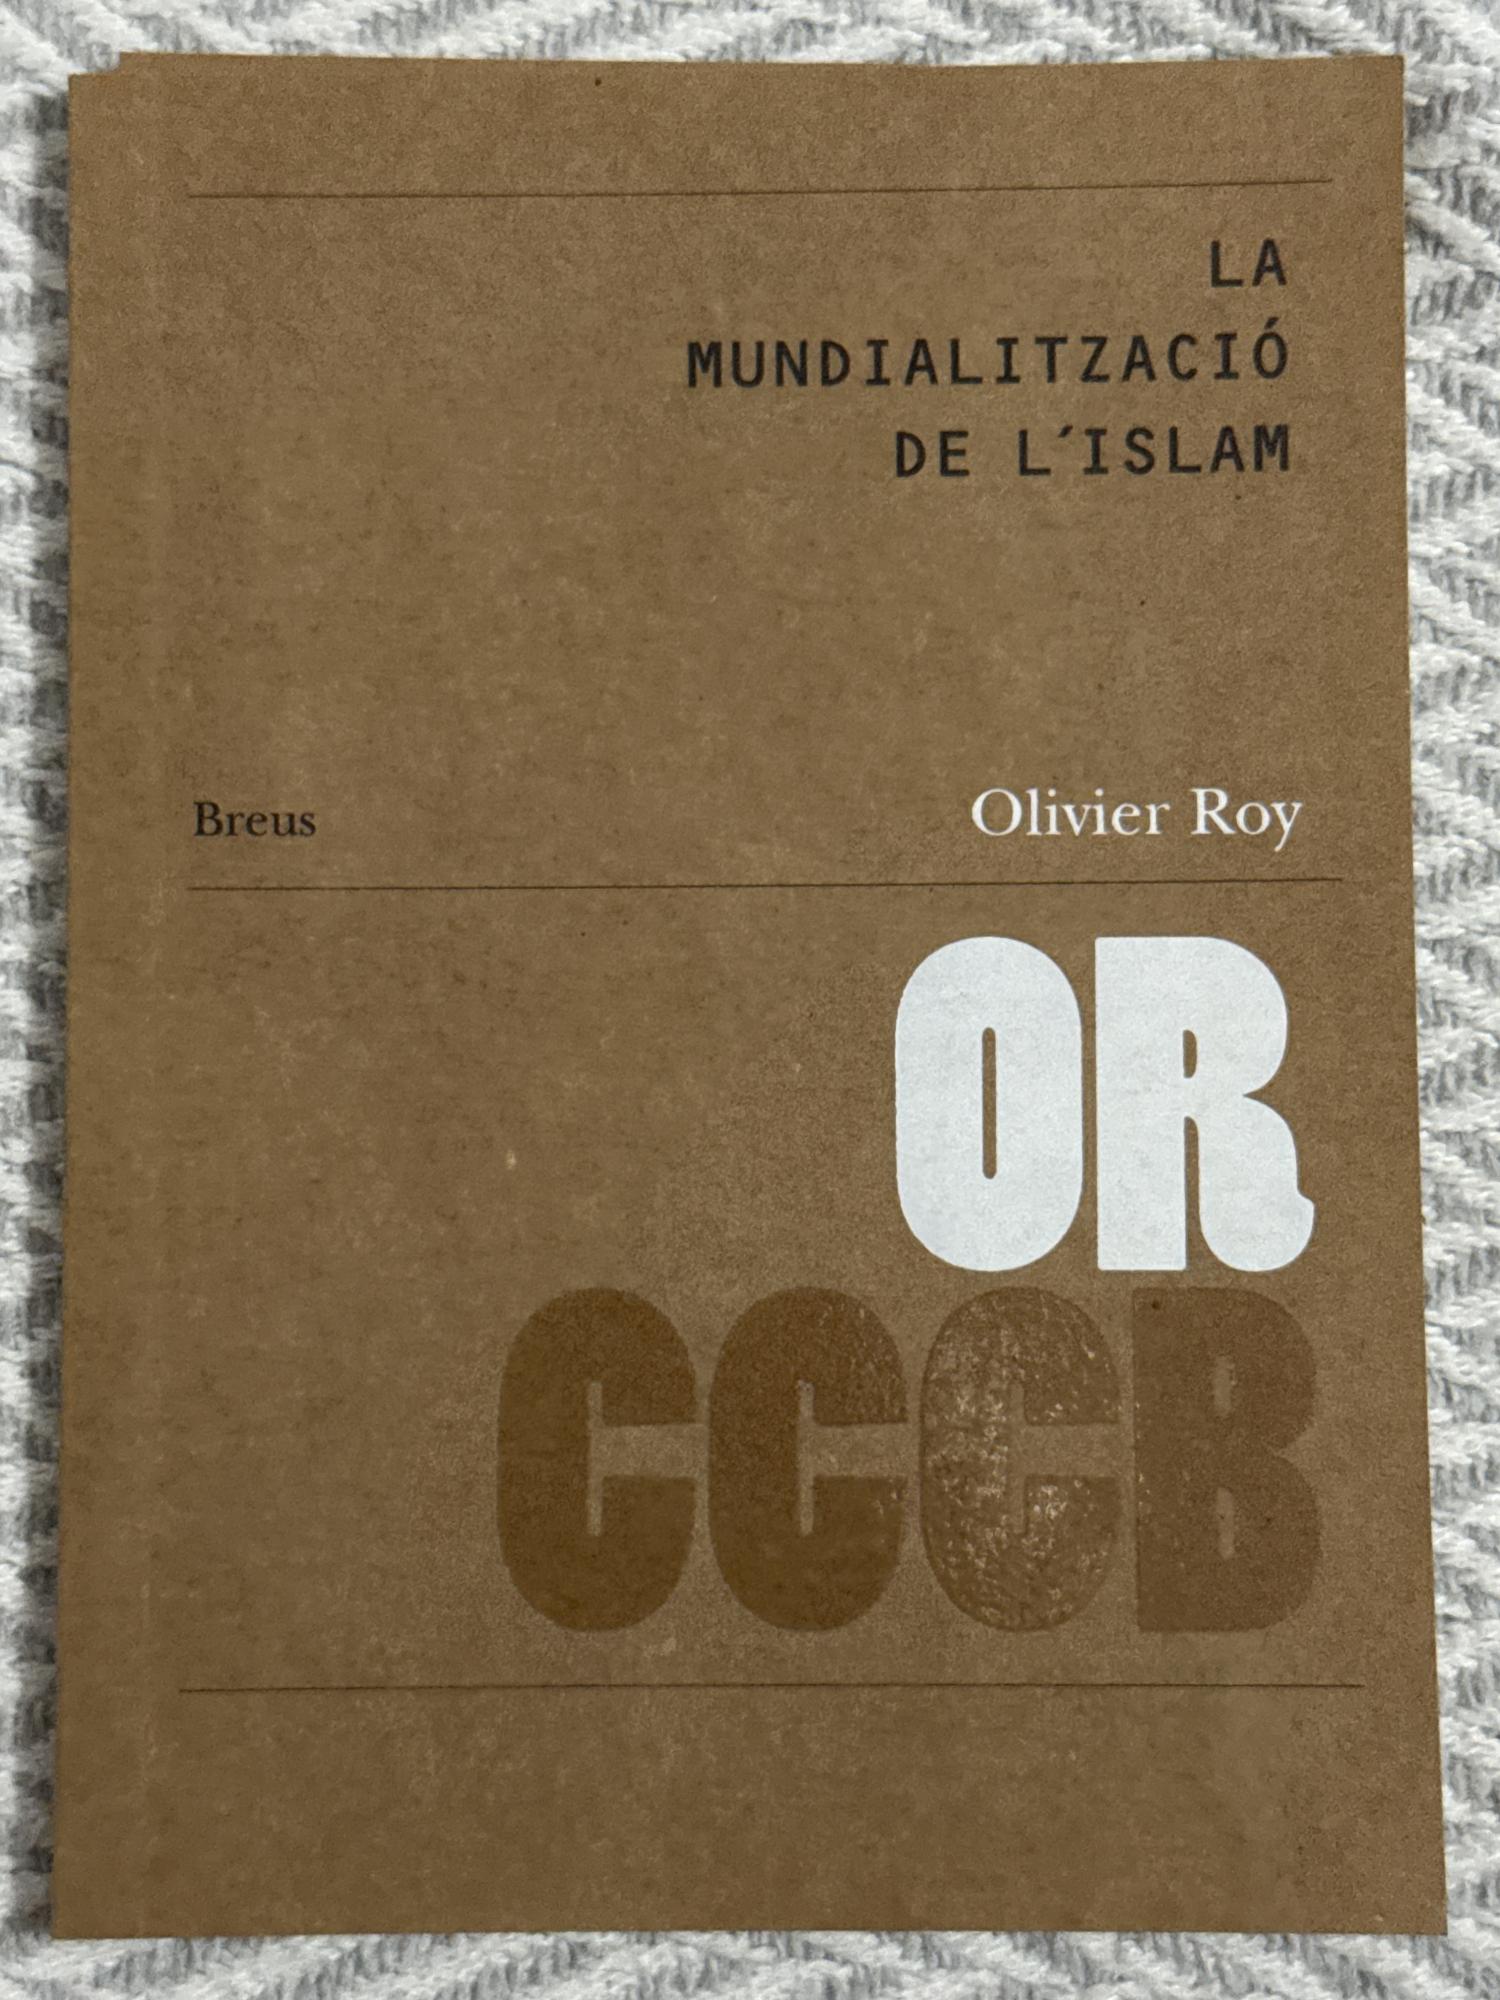 LA
MUNDIALITZACIÓ
DE L´ISLAM
Breus
Olivier Roy
OR
CCCB